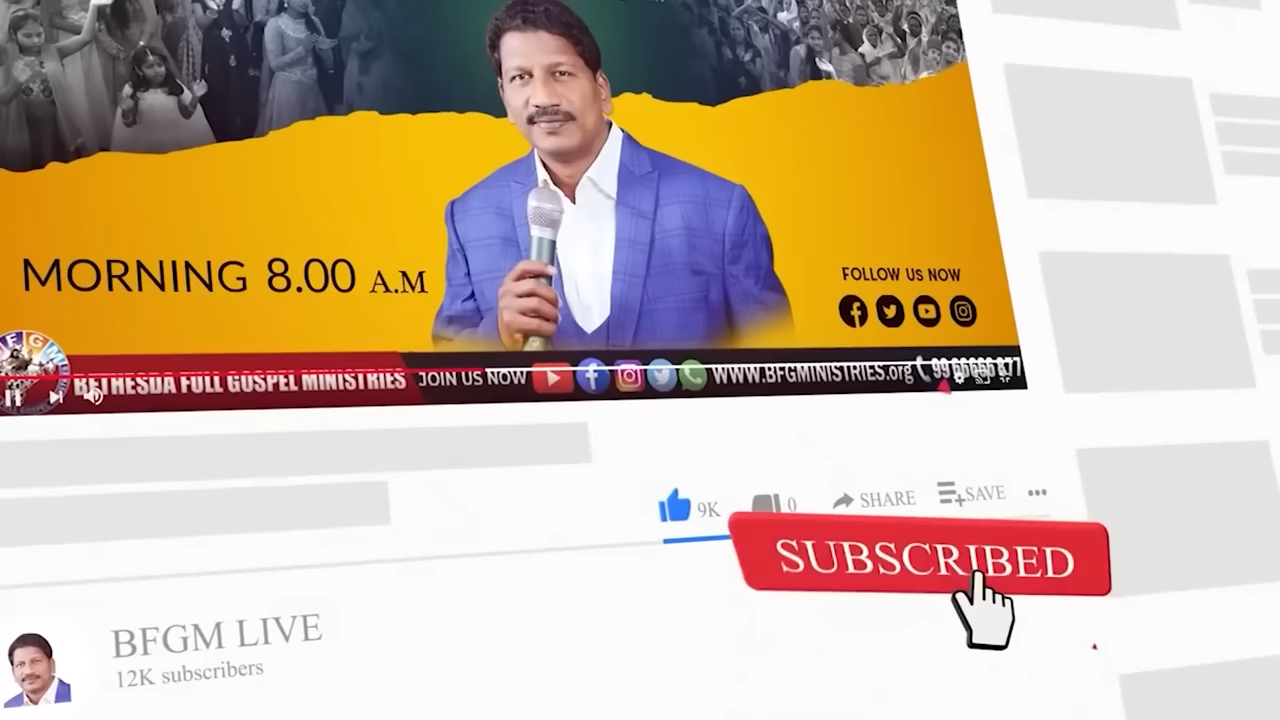 MORNING 8.00 A.M
FOLLOW US NOW
BETHESDA FULL GOSPEL MINISTRIES JOIN US NOW WWW.BFGMINISTRIES.org
9K 0 SHARE SAVE
SUBSCRIBED
BFGM LIVE
12K subscribers